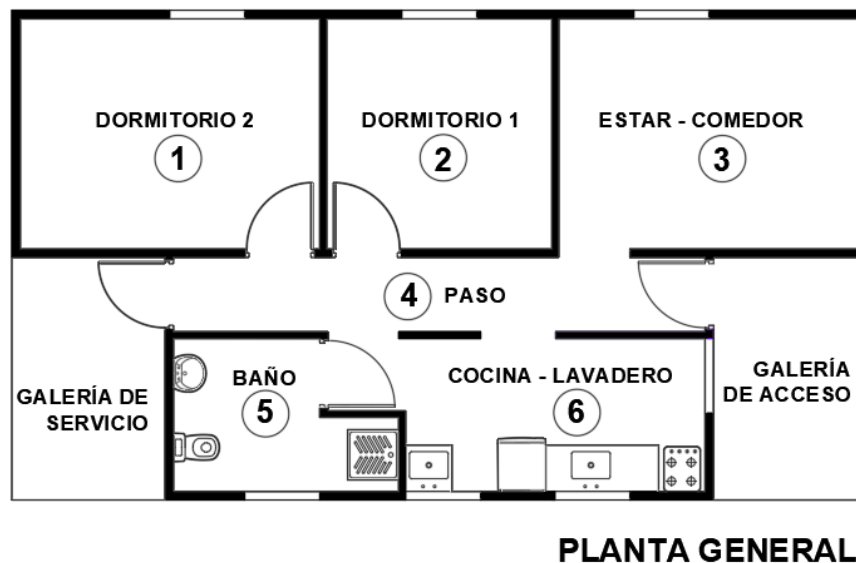 DORMITORIO 2
1
DORMITORIO 1
2
ESTAR - COMEDOR
3
4 PASO
GALERÍA DE
SERVICIO
BAÑO
5
COCINA - LAVADERO
6
GALERÍA
DE ACCESO
PLANTA GENERAL